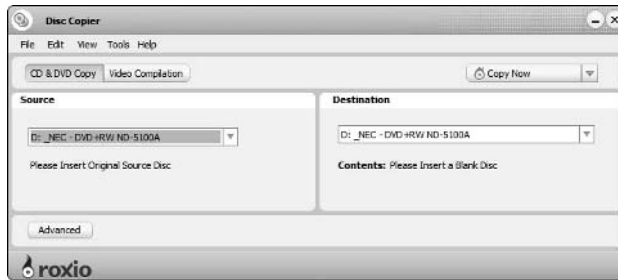 Disc Copier
File Edit View Tools Help
CD & DVD Copy Video Compilation Copy Now
Source Destination
D: _NEC - DVD+RW ND-5100A D: _NEC - DVD+RW ND-5100A
Please Insert Original Source Disc Contents: Please Insert a Blank Disc
Advanced
roxio